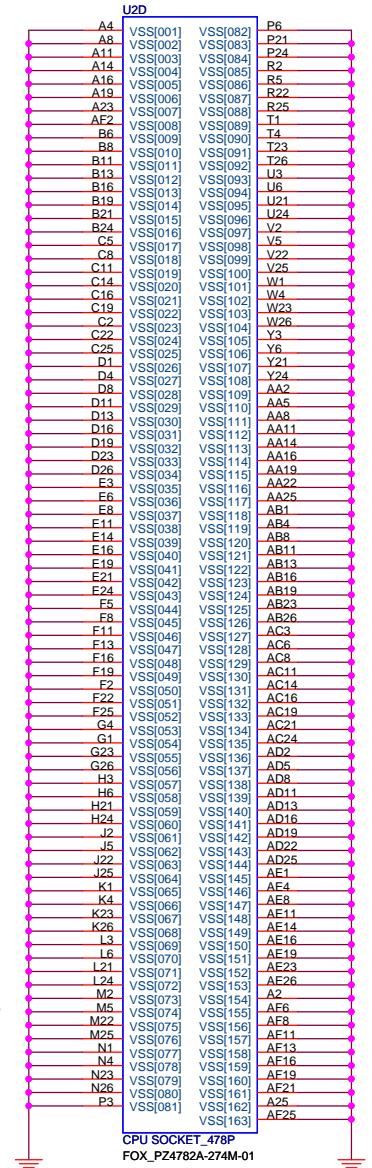 U2D
A4 VSS[001] VSS[082] P6
A8 VSS[002] VSS[083] P21
A11 VSS[003] VSS[084] P24
A14 VSS[004] VSS[085] R2
A16 VSS[005] VSS[086] R5
A19 VSS[006] VSS[087] R22
A23 VSS[007] VSS[088] R25
AF2 VSS[008] VSS[089] T1
B6 VSS[009] VSS[090] T4
B8 VSS[010] VSS[091] T23
B11 VSS[011] VSS[092] T26
B13 VSS[012] VSS[093] U3
B16 VSS[013] VSS[094] U6
B19 VSS[014] VSS[095] U21
B21 VSS[015] VSS[096] U24
B24 VSS[016] VSS[097] V2
C5 VSS[017] VSS[098] V5
C8 VSS[018] VSS[099] V22
C11 VSS[019] VSS[100] V25
C14 VSS[020] VSS[101] W1
C16 VSS[021] VSS[102] W4
C19 VSS[022] VSS[103] W23
C2 VSS[023] VSS[104] W26
C22 VSS[024] VSS[105] Y3
C25 VSS[025] VSS[106] Y6
D1 VSS[026] VSS[107] Y21
D4 VSS[027] VSS[108] Y24
D8 VSS[028] VSS[109] AA2
D11 VSS[029] VSS[110] AA5
D13 VSS[030] VSS[111] AA8
D16 VSS[031] VSS[112] AA11
D19 VSS[032] VSS[113] AA14
D23 VSS[033] VSS[114] AA16
D26 VSS[034] VSS[115] AA19
E3 VSS[035] VSS[116] AA22
E6 VSS[036] VSS[117] AA25
E8 VSS[037] VSS[118] AB1
E11 VSS[038] VSS[119] AB4
E14 VSS[039] VSS[120] AB8
E16 VSS[040] VSS[121] AB11
E19 VSS[041] VSS[122] AB13
E21 VSS[042] VSS[123] AB16
E24 VSS[043] VSS[124] AB19
F5 VSS[044] VSS[125] AB23
F8 VSS[045] VSS[126] AB26
F11 VSS[046] VSS[127] AC3
F13 VSS[047] VSS[128] AC6
F16 VSS[048] VSS[129] AC8
F19 VSS[049] VSS[130] AC11
F2 VSS[050] VSS[131] AC14
F22 VSS[051] VSS[132] AC16
F25 VSS[052] VSS[133] AC19
G4 VSS[053] VSS[134] AC21
G1 VSS[054] VSS[135] AC24
G23 VSS[055] VSS[136] AD2
G26 VSS[056] VSS[137] AD5
H3 VSS[057] VSS[138] AD8
H6 VSS[058] VSS[139] AD11
H21 VSS[059] VSS[140] AD13
H24 VSS[060] VSS[141] AD16
J2 VSS[061] VSS[142] AD19
J5 VSS[062] VSS[143] AD22
J22 VSS[063] VSS[144] AD25
J25 VSS[064] VSS[145] AE1
K1 VSS[065] VSS[146] AE4
K4 VSS[066] VSS[147] AE8
K23 VSS[067] VSS[148] AE11
K26 VSS[068] VSS[149] AE14
L3 VSS[069] VSS[150] AE16
L6 VSS[070] VSS[151] AE19
L21 VSS[071] VSS[152] AE23
L24 VSS[072] VSS[153] AE26
M2 VSS[073] VSS[154] A2
M5 VSS[074] VSS[155] AF6
M22 VSS[075] VSS[156] AF8
M25 VSS[076] VSS[157] AF11
N1 VSS[077] VSS[158] AF13
N4 VSS[078] VSS[159] AF16
N23 VSS[079] VSS[160] AF19
N26 VSS[080] VSS[161] AF21
P3 VSS[081] VSS[162] A25
VSS[163] AF25
CPU SOCKET_478P
FOX_PZ4782A-274M-01